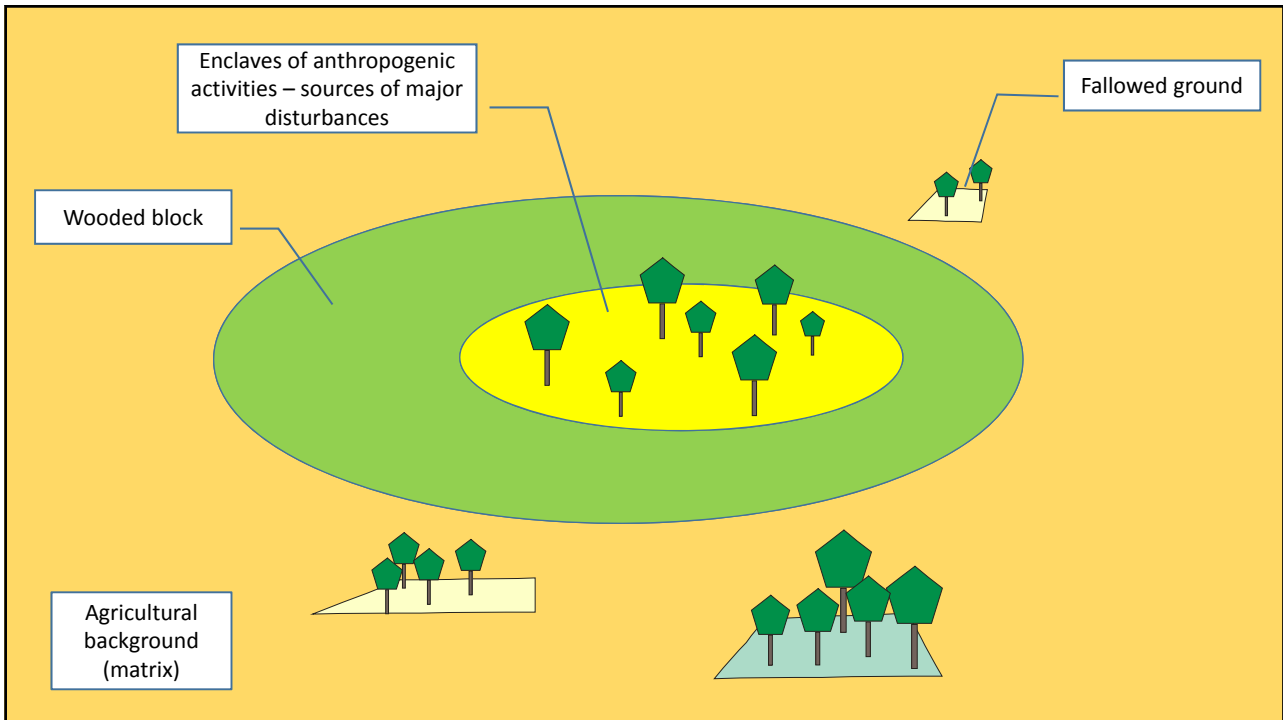 Enclaves of anthropogenic
activities – sources of major
disturbances
Fallowed ground
Wooded block
Agricultural
background
(matrix)